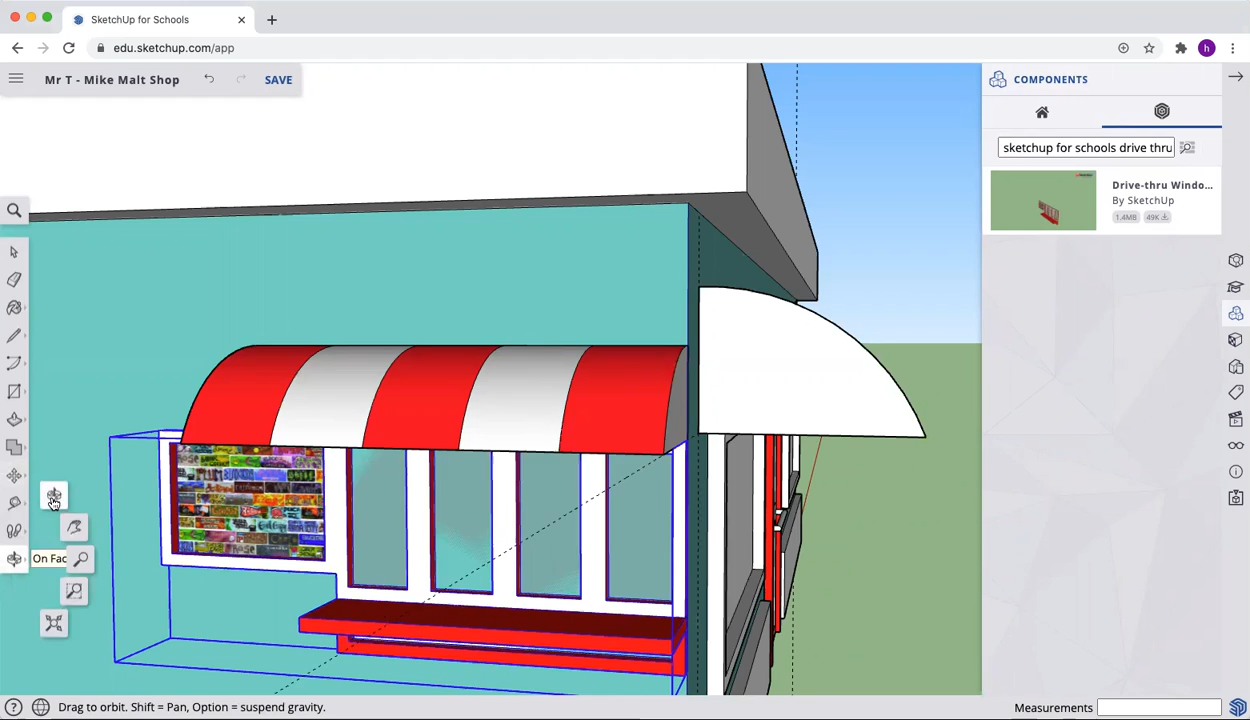 SketchUp for Schools
edu.sketchup.com/app
h
Mr T - Mike Malt Shop
SAVE
COMPONENTS
sketchup for schools drive thru
Drive-thru Windo...
By SketchUp
1.4MB
49K
On Fac
Drag to orbit. Shift = Pan, Option = suspend gravity.
Measurements